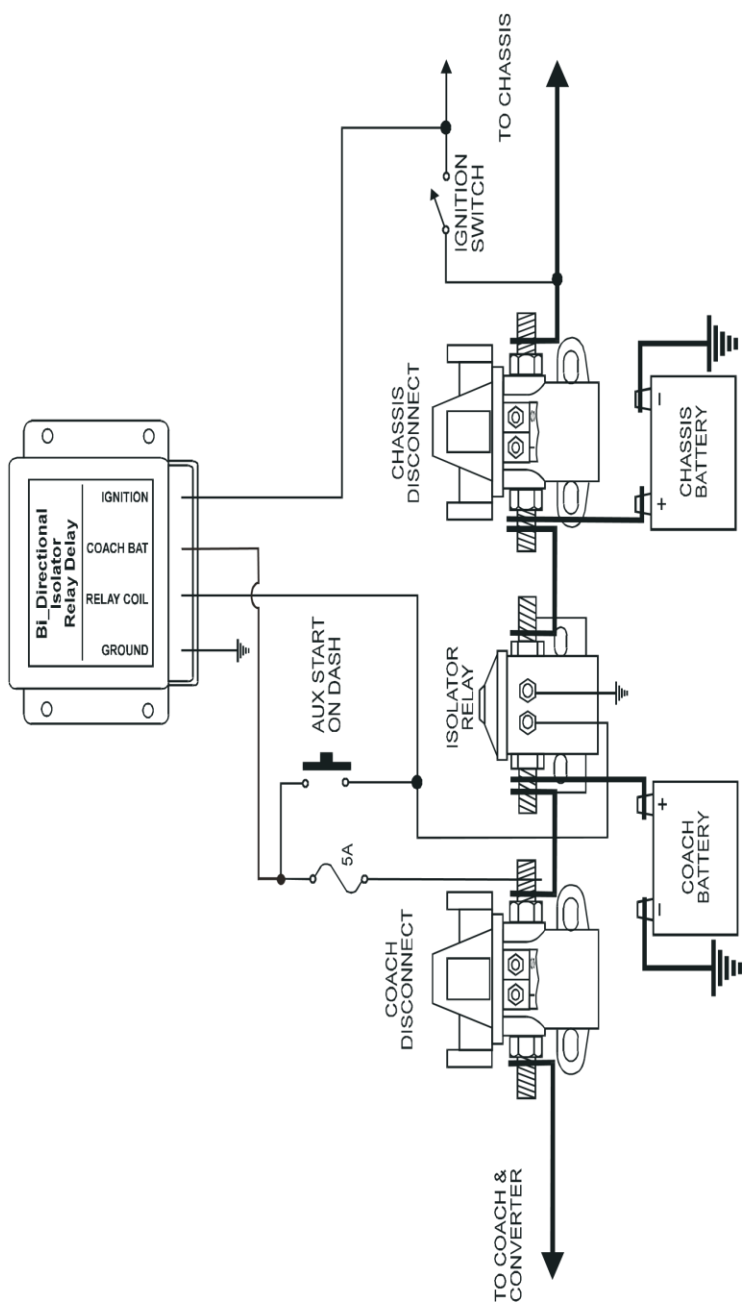 Bi_Directional
Isolator
Relay Delay
IGNITION
COACH BAT
RELAY COIL
GROUND
AUX START
ON DASH
5A
COACH
DISCONNECT
ISOLATOR
RELAY
CHASSIS
DISCONNECT
IGNITION
SWITCH
TO CHASSIS
TO COACH &
CONVERTER
- +
COACH
BATTERY
+ -
CHASSIS
BATTERY